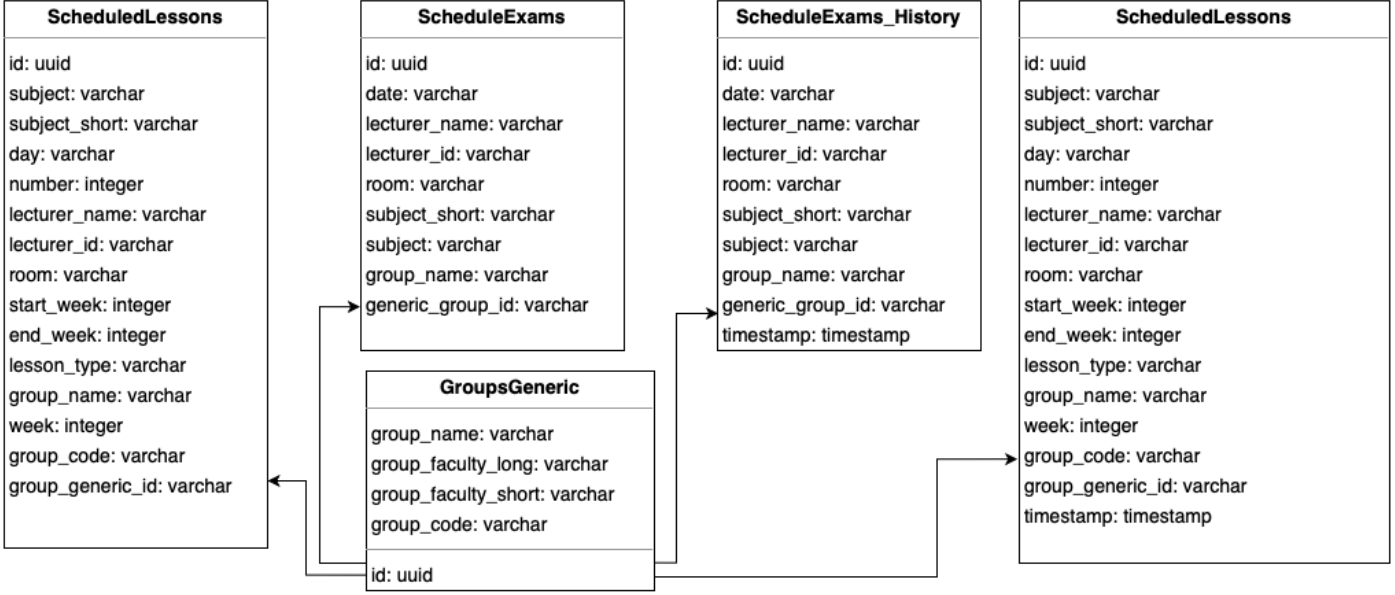 ScheduledLessons
id: uuid
subject: varchar
subject_short: varchar
day: varchar
number: integer
lecturer_name: varchar
lecturer_id: varchar
room: varchar
start_week: integer
end_week: integer
lesson_type: varchar
group_name: varchar
week: integer
group_code: varchar
group_generic_id: varchar
ScheduleExams
id: uuid
date: varchar
lecturer_name: varchar
lecturer_id: varchar
room: varchar
subject_short: varchar
subject: varchar
group_name: varchar
generic_group_id: varchar
GroupsGeneric
group_name: varchar
group_faculty_long: varchar
group_faculty_short: varchar
group_code: varchar
id: uuid
ScheduleExams_History
id: uuid
date: varchar
lecturer_name: varchar
lecturer_id: varchar
room: varchar
subject_short: varchar
subject: varchar
group_name: varchar
generic_group_id: varchar
timestamp: timestamp
ScheduledLessons
id: uuid
subject: varchar
subject_short: varchar
day: varchar
number: integer
lecturer_name: varchar
lecturer_id: varchar
room: varchar
start_week: integer
end_week: integer
lesson_type: varchar
group_name: varchar
week: integer
group_code: varchar
group_generic_id: varchar
timestamp: timestamp